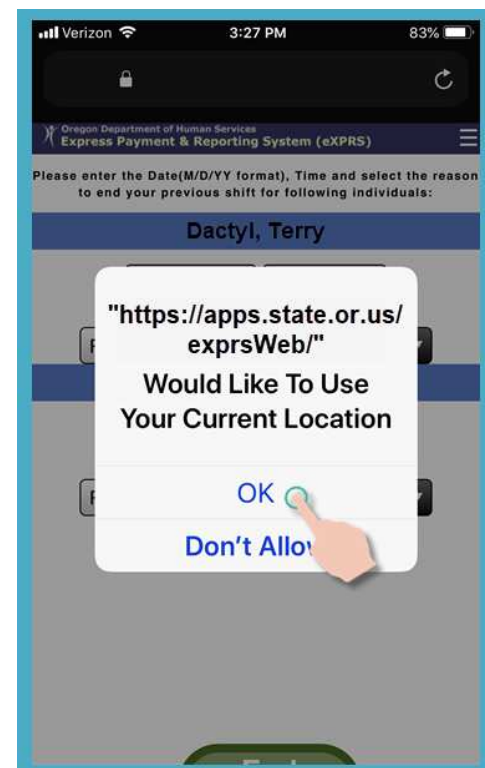 Verizon 3:27 PM 83%
Oregon Department of Human Services
Express Payment & Reporting System (eXPRS)
Please enter the Date(M/D/YY format), Time and select the reason
to end your previous shift for following individuals:
Dactyl, Terry
"https://apps.state.or.us/
exprsWeb/"
Would Like To Use
Your Current Location
OK
Don't Allow